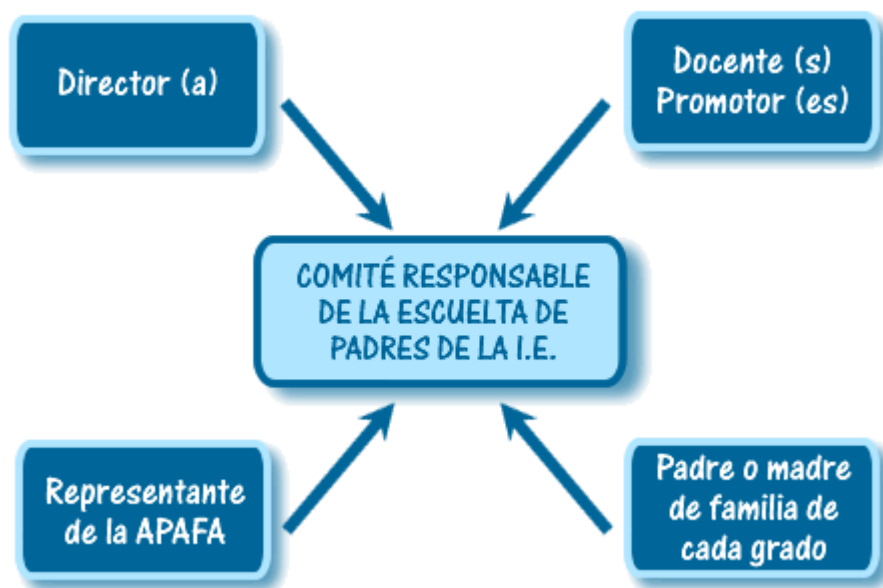 Director (a)
Docente (s)
Promotor (es)
COMITÉ RESPONSABLE
DE LA ESCUELTA DE
PADRES DE LA I.E.
Representante
de la APAFA
Padre o madre
de familia de
cada grado